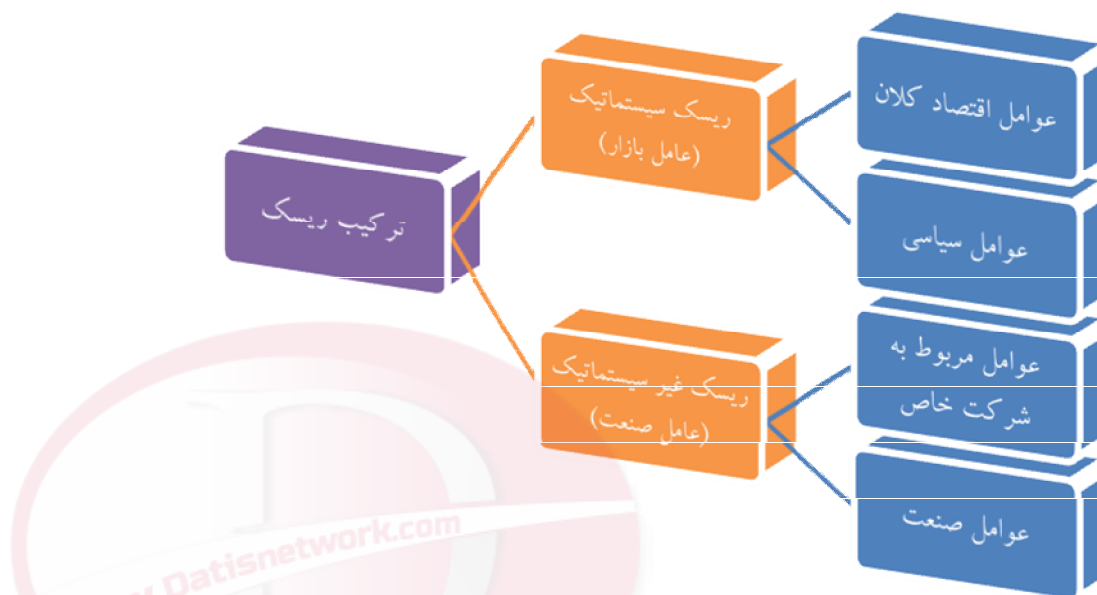 ترکیب ریسک
ریسک سیستماتیک
(عامل بازار)
عوامل اقتصاد کلان
عوامل سیاسی
ریسک غیر سیستماتیک
(عامل صنعت)
عوامل مربوط به
شرکت خاص
عوامل صنعت
Datisnetwork.com